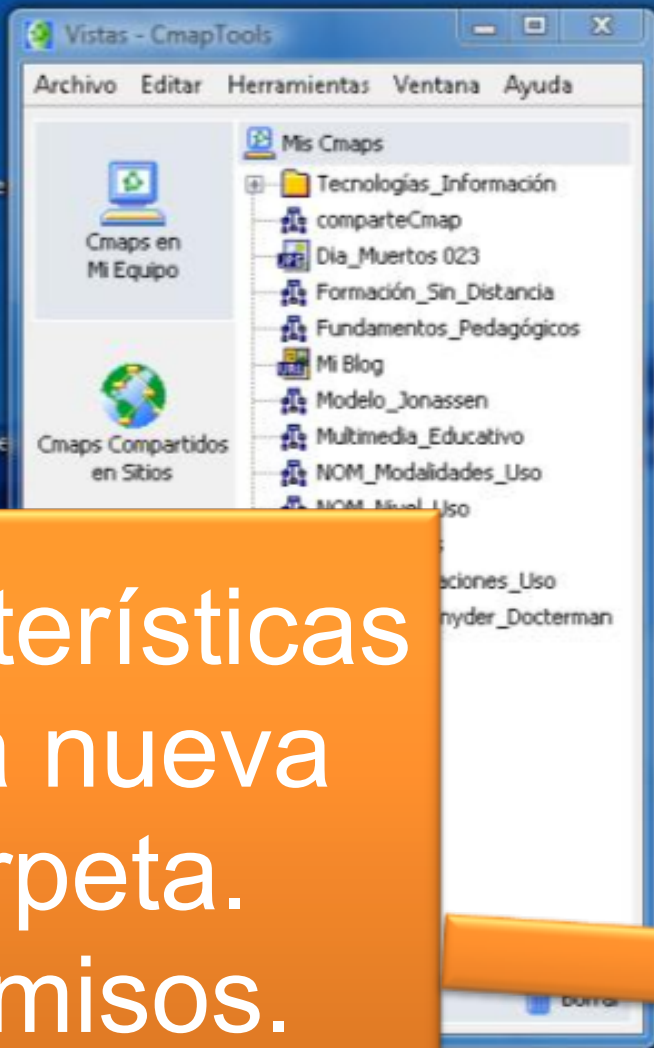 Vistas - CmapTools
Archivo Editar Herramientas Ventana Ayuda
Mis Cmaps
Tecnologías_Información
comparteCmap
Dia_Muertos 023
Formación_Sin_Distancia
Fundamentos_Pedagógicos
Mi Blog
Modelo_Jonassen
Multimedia_Educativo
NOM_Modalidades_Uso
NOM_Nivel_Uso
aciones_Uso
nyder_Docterman
Cmaps en
Mi Equipo
Cmaps Compartidos
en Sitios
terísticas
a nueva
rpeta.
misos.